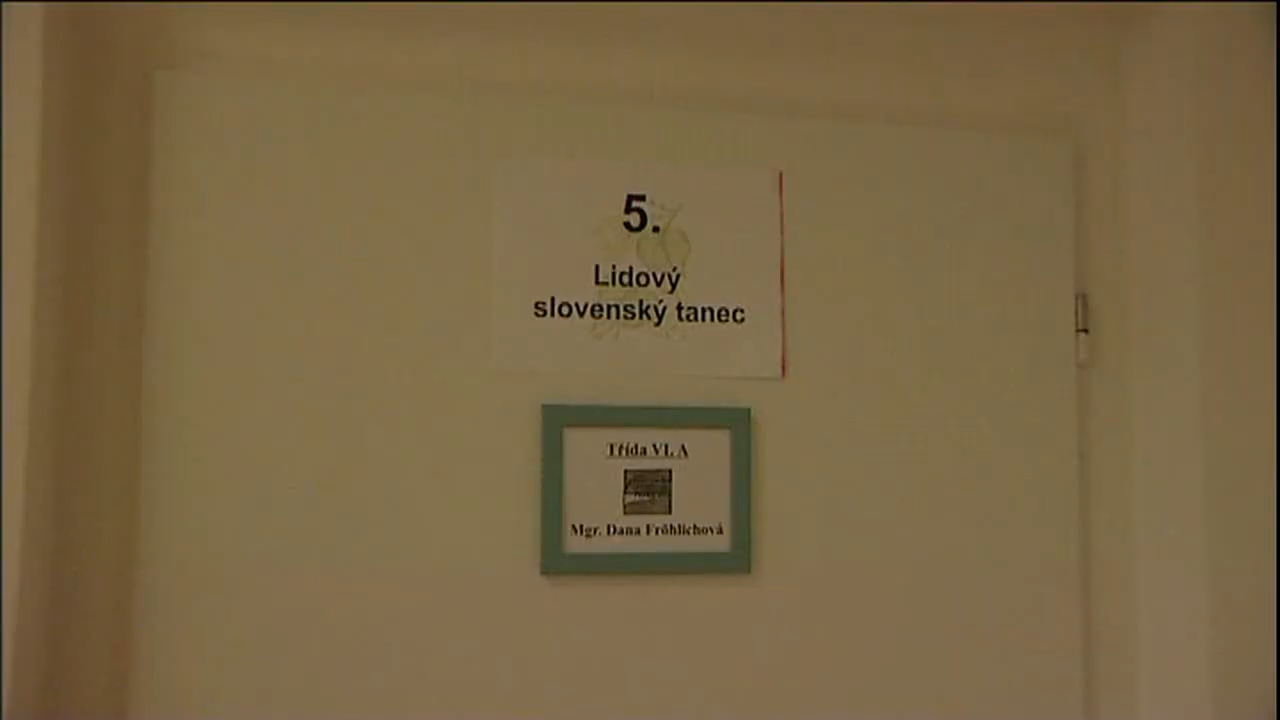 5.
Lidový
slovenský tanec
Třída VI. A
Mgr. Dana Fröhlichová